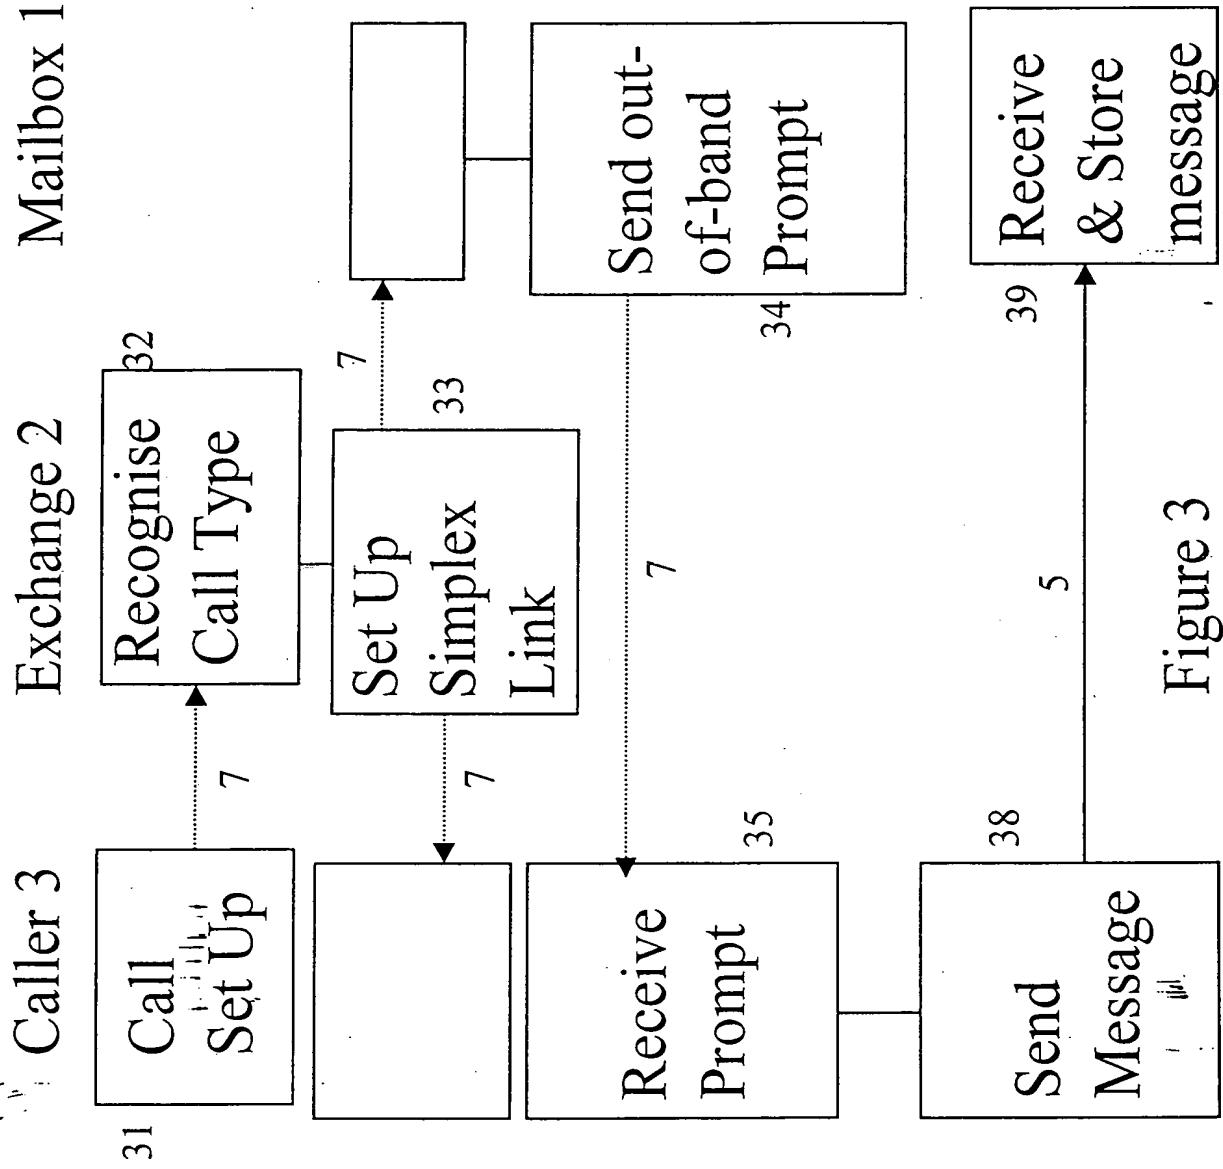 Caller 3
Exchange 2
Mailbox 1
31
Call
Set Up
7
Recognise
Call Type
32
Set Up
Simplex
Link
33
7
7
Send out-
of-band
Prompt
34
7
Receive
Prompt
35
Send
Message
38
5
Receive
& Store
message
39
Figure 3